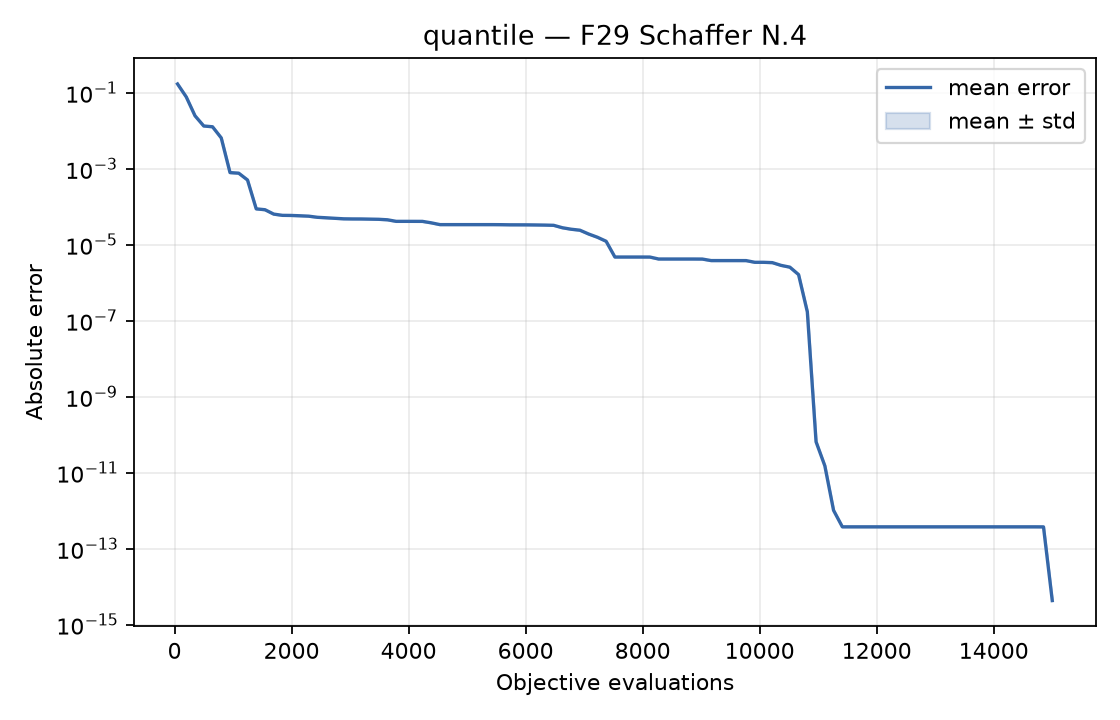 quantile — F29 Schaffer N.4
mean error
mean ± std
Absolute error
10⁻¹
10⁻³
10⁻⁵
10⁻⁷
10⁻⁹
10⁻¹¹
10⁻¹³
10⁻¹⁵
0 2000 4000 6000 8000 10000 12000 14000
Objective evaluations